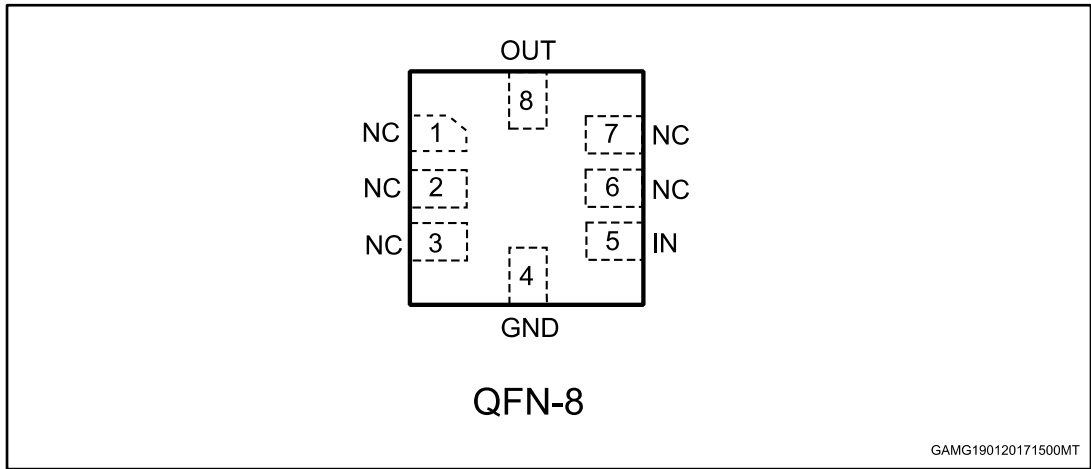 OUT
8
NC 1 7 NC
NC 2 6 NC
NC 3 5 IN
4
GND
QFN-8
GAMG190120171500MT